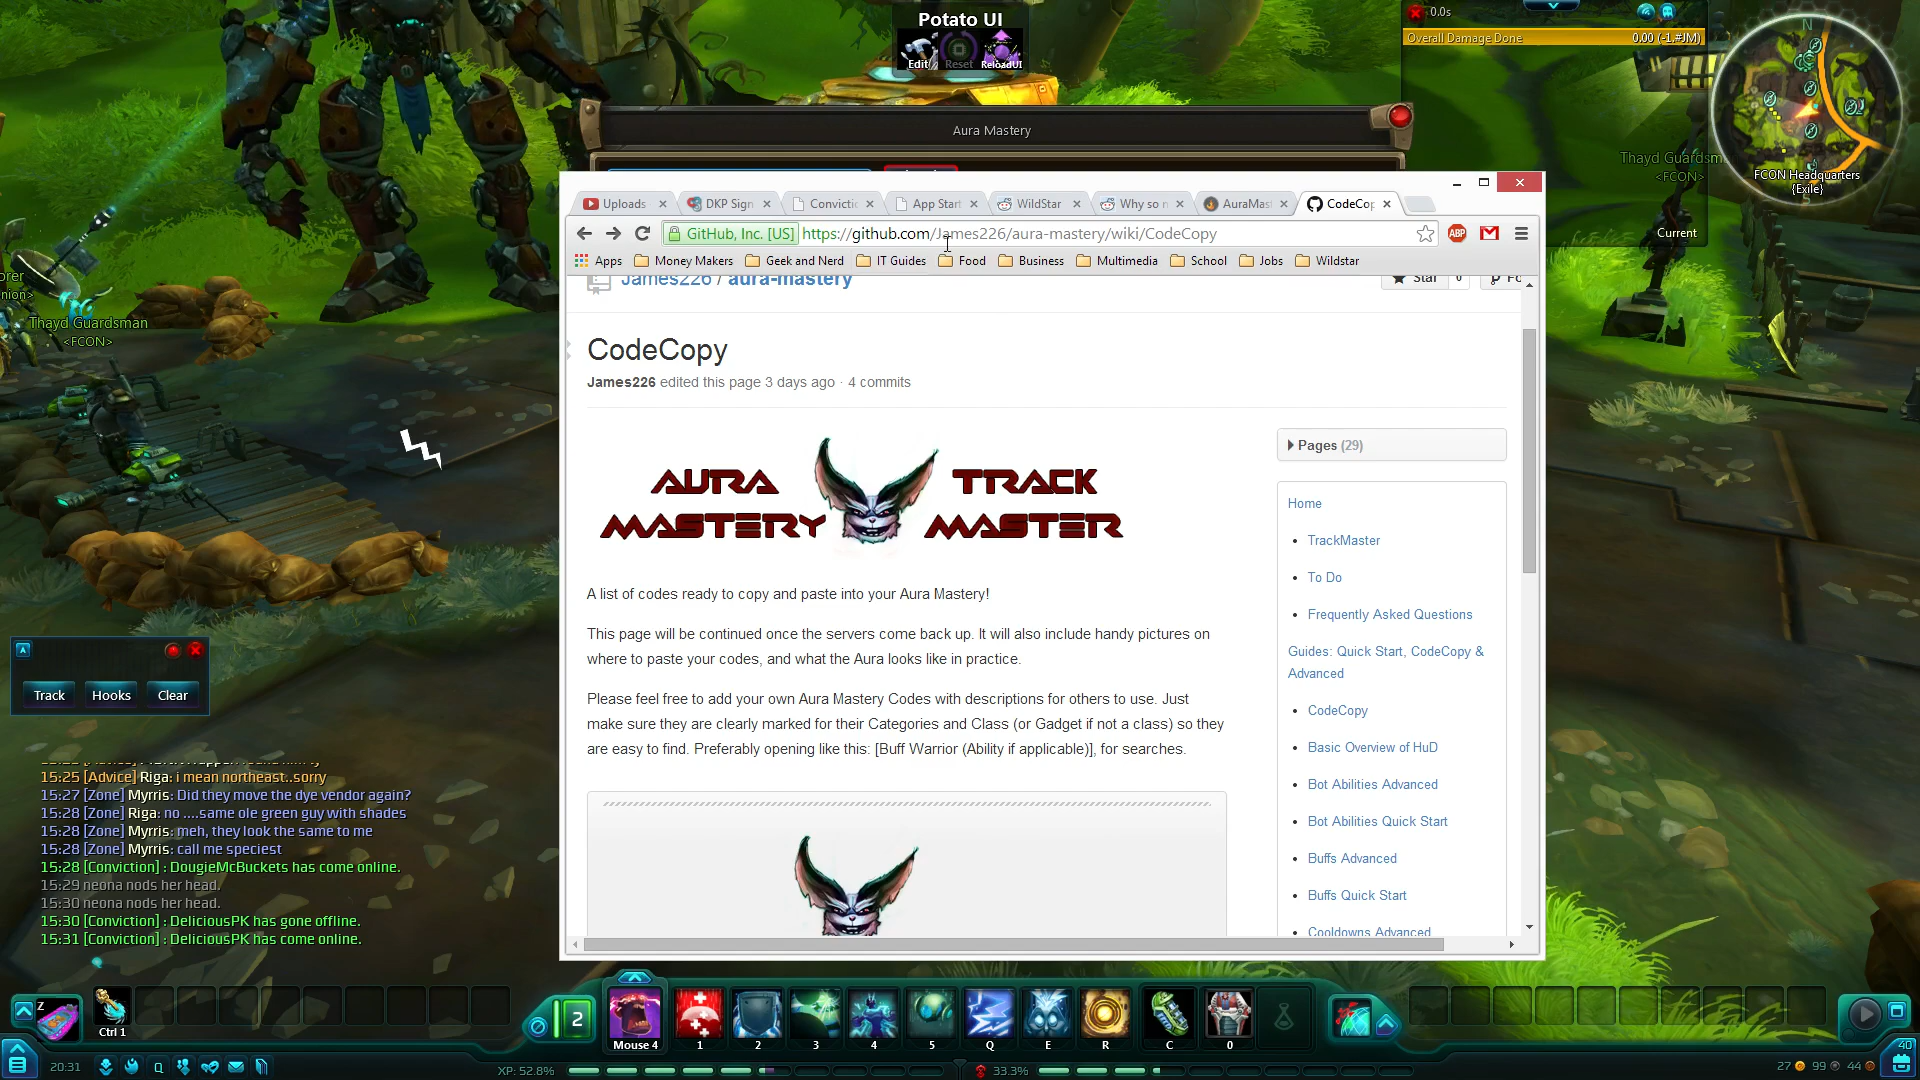 Potato UI
Edit Reset ReloadUI
0.0s
Overall Damage Done 0.00 (-1.#JM)
N
Aura Mastery
Thayd Guardsm
<FCON>
FCON Headquarters
{Exile}
Current
Uploads
DKP Sign
Convictio
App Start
WildStar
Why so n
AuraMast
CodeCop
GitHub, Inc. [US] https://github.com/James226/aura-mastery/wiki/CodeCopy
ABP
Apps Money Makers Geek and Nerd IT Guides Food Business Multimedia School Jobs Wildstar
James226 / aura-mastery
Star 0 Fo
orer
nion>
Thayd Guardsman
<FCON>
CodeCopy
James226 edited this page 3 days ago · 4 commits
AURA MASTERY
TRACK MASTER
A list of codes ready to copy and paste into your Aura Mastery!
This page will be continued once the servers come back up. It will also include handy pictures on
where to paste your codes, and what the Aura looks like in practice.
Please feel free to add your own Aura Mastery Codes with descriptions for others to use. Just
make sure they are clearly marked for their Categories and Class (or Gadget if not a class) so they
are easy to find. Preferably opening like this: [Buff Warrior (Ability if applicable)], for searches.
Pages (29)
Home
TrackMaster
To Do
Frequently Asked Questions
Guides: Quick Start, CodeCopy &
Advanced
CodeCopy
Basic Overview of HuD
Bot Abilities Advanced
Bot Abilities Quick Start
Buffs Advanced
Buffs Quick Start
Cooldowns Advanced
Track Hooks Clear
15:25 [Advice] Riga: i mean northeast..sorry
15:27 [Zone] Myrris: Did they move the dye vendor again?
15:28 [Zone] Riga: no ....same ole green guy with shades
15:28 [Zone] Myrris: meh, they look the same to me
15:28 [Zone] Myrris: call me speciest
15:28 [Conviction] : DougieMcBuckets has come online.
15:29 neona nods her head.
15:30 neona nods her head.
15:30 [Conviction] : DeliciousPK has gone offline.
15:31 [Conviction] : DeliciousPK has come online.
Z
Ctrl 1
2
Mouse 4 1 2 3 4 5 Q E R C 0
20:31
Q
XP: 52.8%
33.3%
27 99 44
40